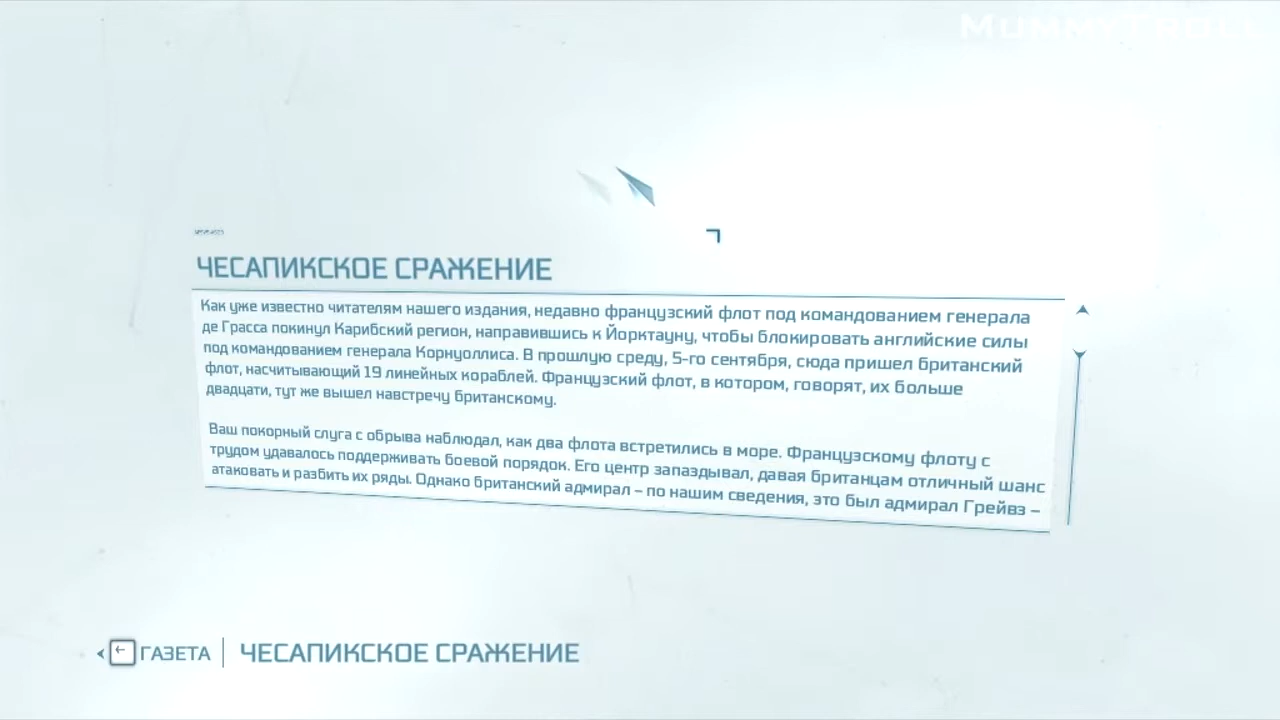 MUMMYTROLL
ЧЕСАПИКСКОЕ СРАЖЕНИЕ
Как уже известно читателям нашего издания, недавно французский флот под командованием генерала
де Грасса покинул Карибский регион, направившись к Йорктауну, чтобы блокировать английские силы
под командованием генерала Корнуоллиса. В прошлую среду, 5-го сентября, сюда пришел британский
флот, насчитывающий 19 линейных кораблей. Французский флот, в котором, говорят, их больше
двадцати, тут же вышел навстречу британскому.
Ваш покорный слуга с обрыва наблюдал, как два флота встретились в море. Французскому флоту с
трудом удавалось поддерживать боевой порядок. Его центр запаздывал, давая британцам отличный шанс
атаковать и разбить их ряды. Однако британский адмирал – по нашим сведения, это был адмирал Грейвз –
ГАЗЕТА
ЧЕСАПИКСКОЕ СРАЖЕНИЕ